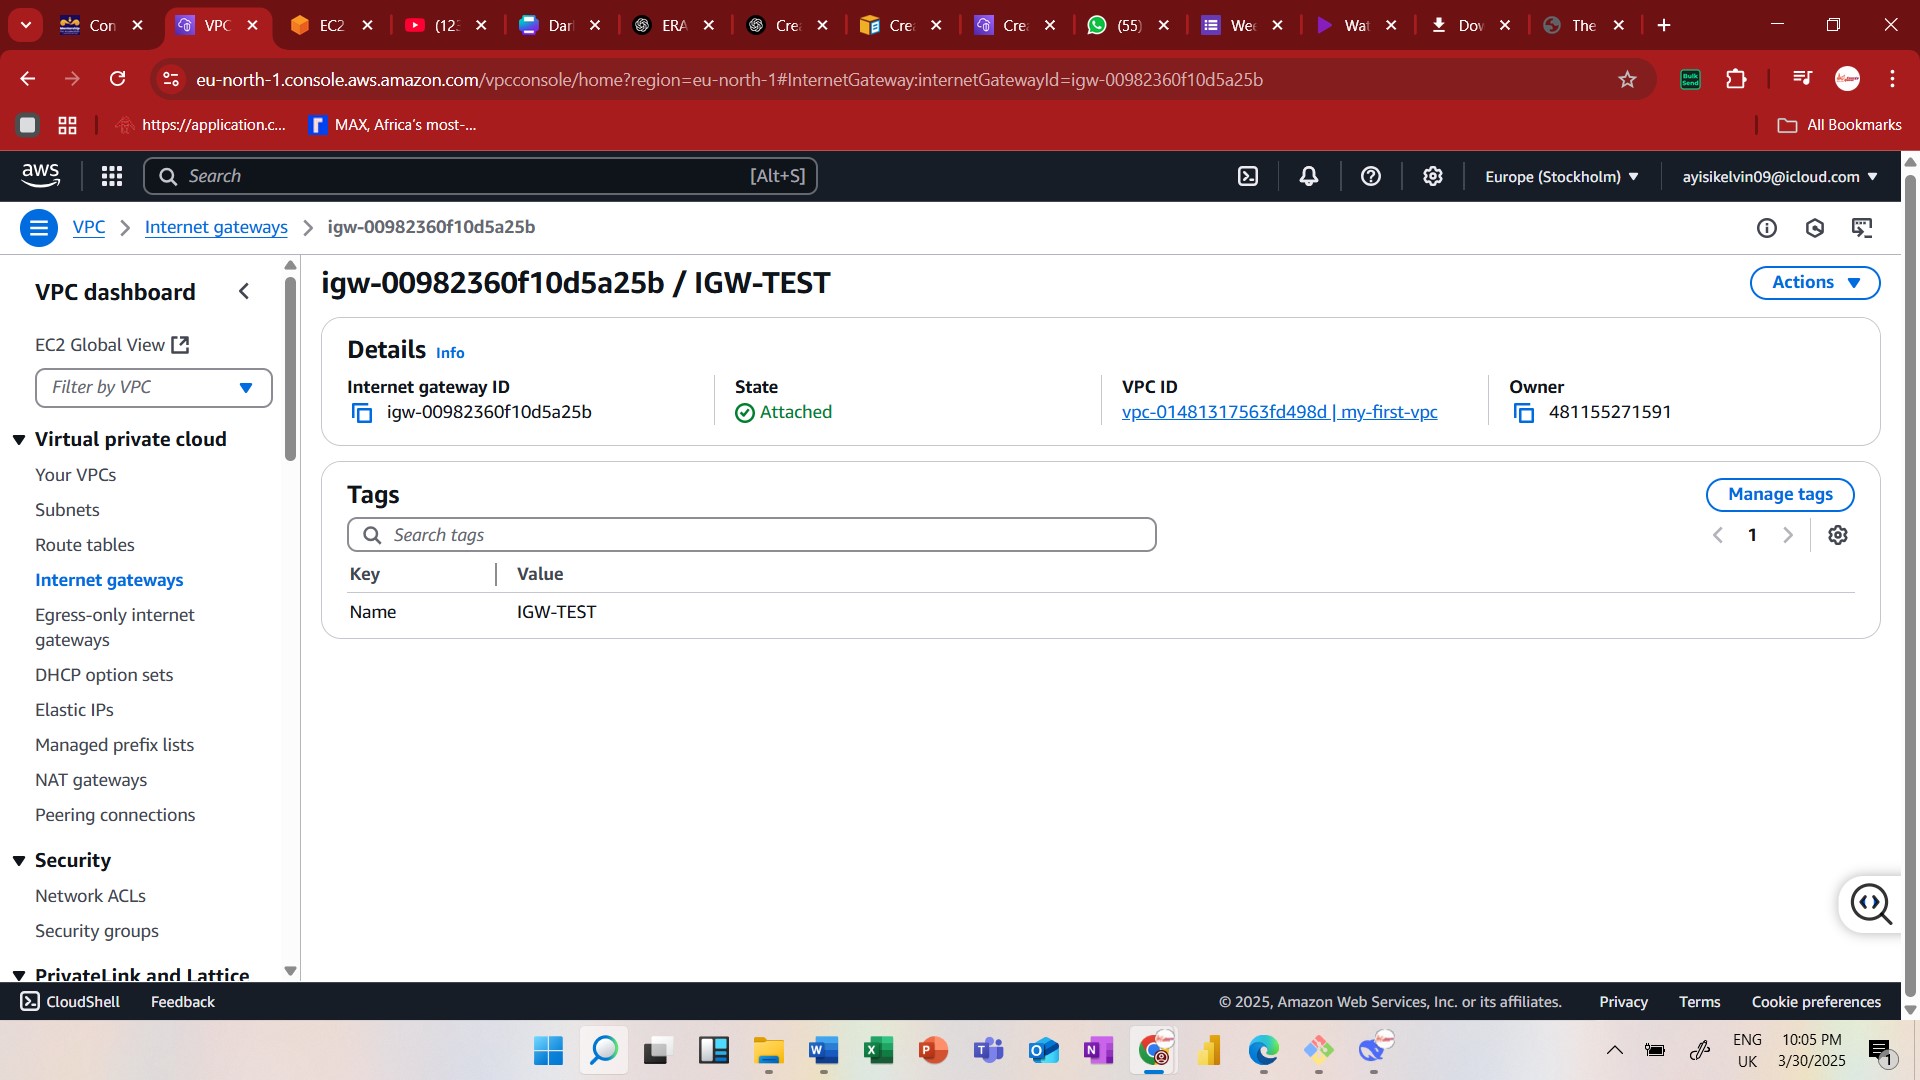 Con
VPC
EC2
(123
Dar
ERA
Cre
Cre
Cre
(55)
Wee
Wat
Dov
The
eu-north-1.console.aws.amazon.com/vpcconsole/home?region=eu-north-1#InternetGateway:internetGatewayId=igw-00982360f10d5a25b
Bulk Send
https://application.c...
MAX, Africa's most-...
All Bookmarks
aws
Search
[Alt+S]
Europe (Stockholm)
ayisikelvin09@icloud.com
VPC
Internet gateways
igw-00982360f10d5a25b
VPC dashboard
EC2 Global View
Filter by VPC
Virtual private cloud
Your VPCs
Subnets
Route tables
Internet gateways
Egress-only internet
gateways
DHCP option sets
Elastic IPs
Managed prefix lists
NAT gateways
Peering connections
Security
Network ACLs
Security groups
PrivateLink and Lattice
igw-00982360f10d5a25b / IGW-TEST
Actions
Details Info
Internet gateway ID
igw-00982360f10d5a25b
State
Attached
VPC ID
vpc-01481317563fd498d | my-first-vpc
Owner
481155271591
Tags
Manage tags
Search tags
1
Key
Value
Name
IGW-TEST
CloudShell
Feedback
© 2025, Amazon Web Services, Inc. or its affiliates.
Privacy
Terms
Cookie preferences
ENG
UK
10:05 PM
3/30/2025
1